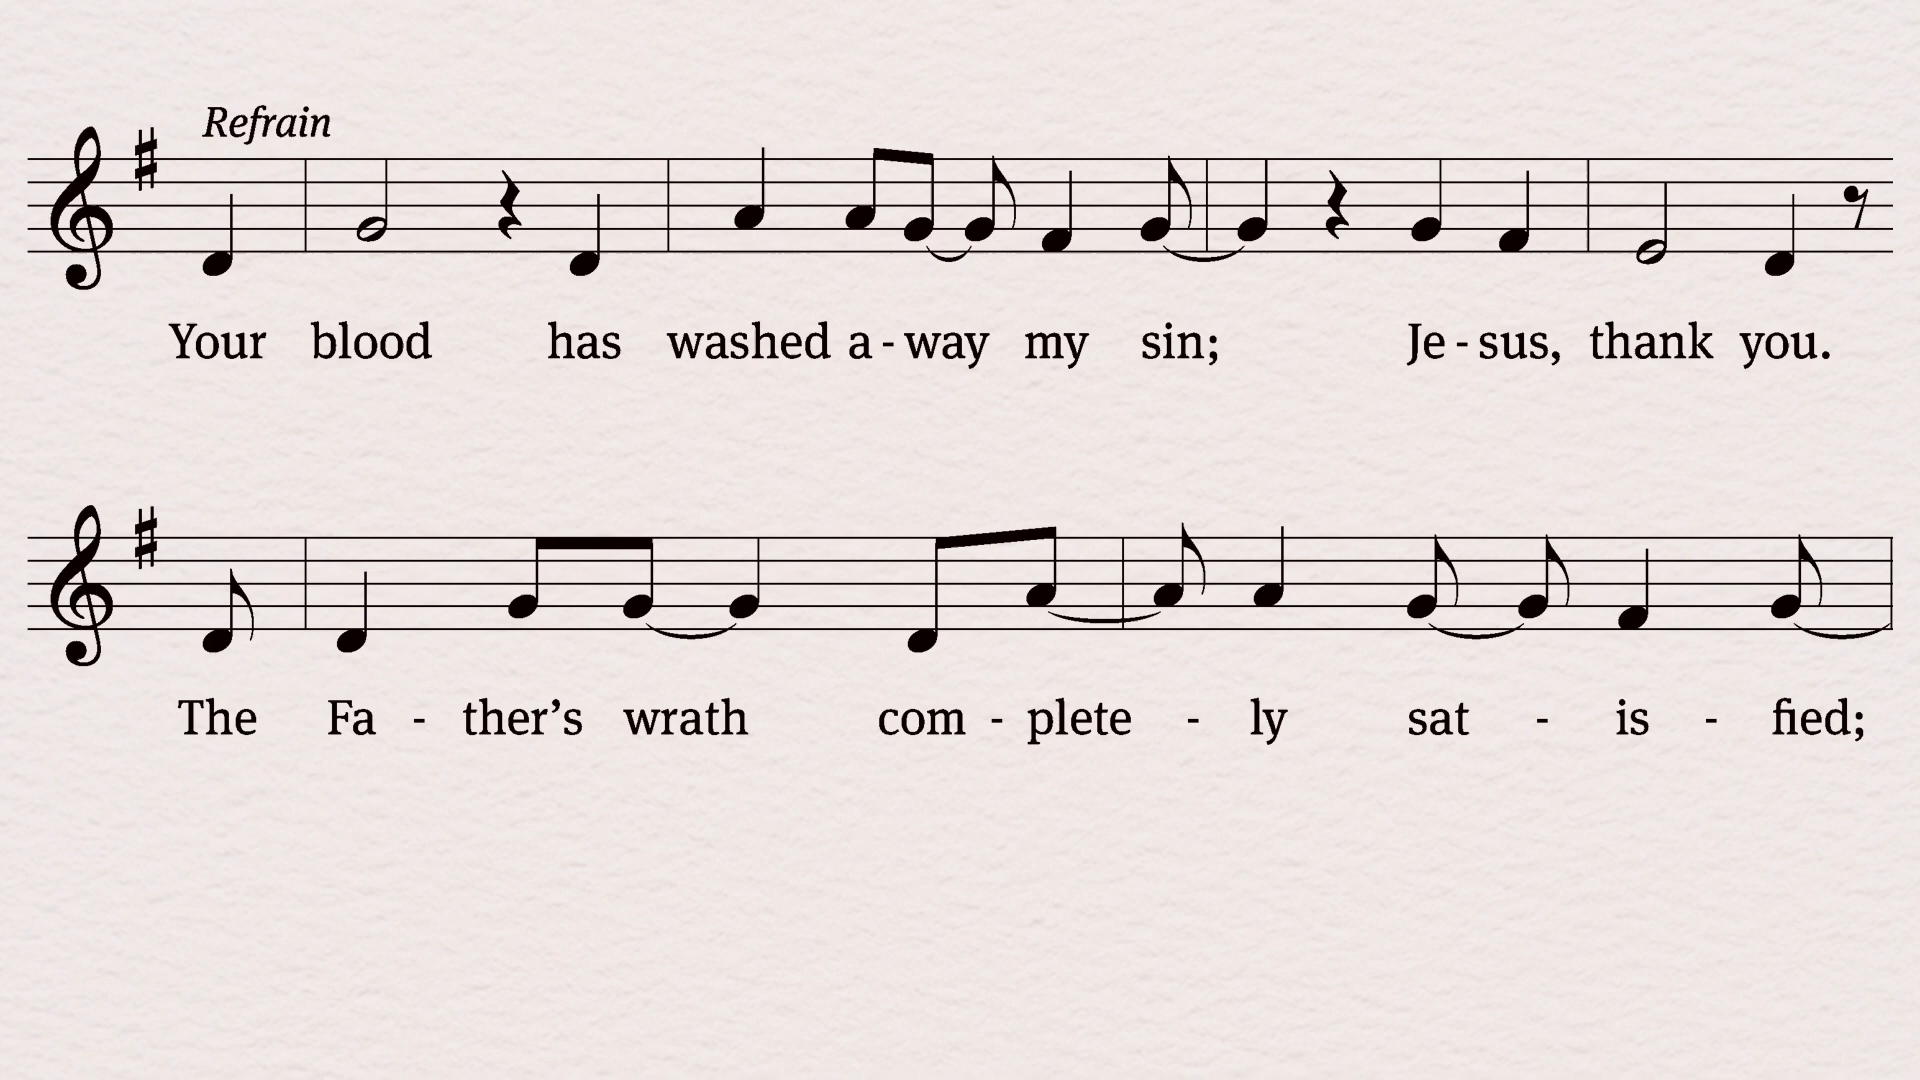 Refrain
Your blood has washed a - way my sin; Je - sus, thank you.
The Fa - ther’s wrath com - plete - ly sat - is - fied;